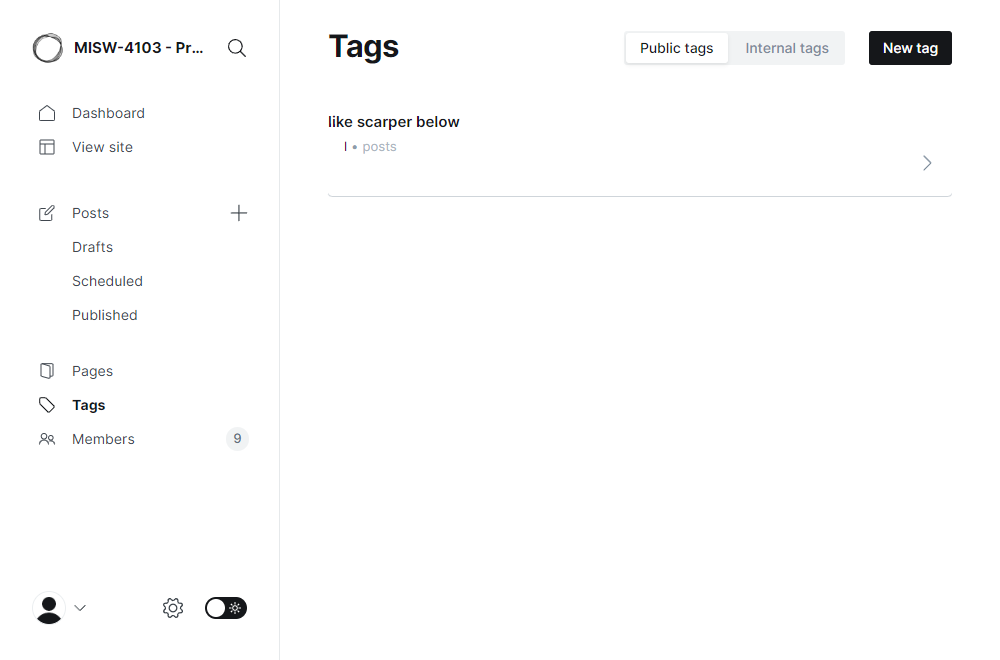 MISW-4103 - Pr...
Dashboard
View site
Posts
Drafts
Scheduled
Published
Pages
Tags
Members 9
Tags
Public tags Internal tags New tag
like scarper below
l • posts